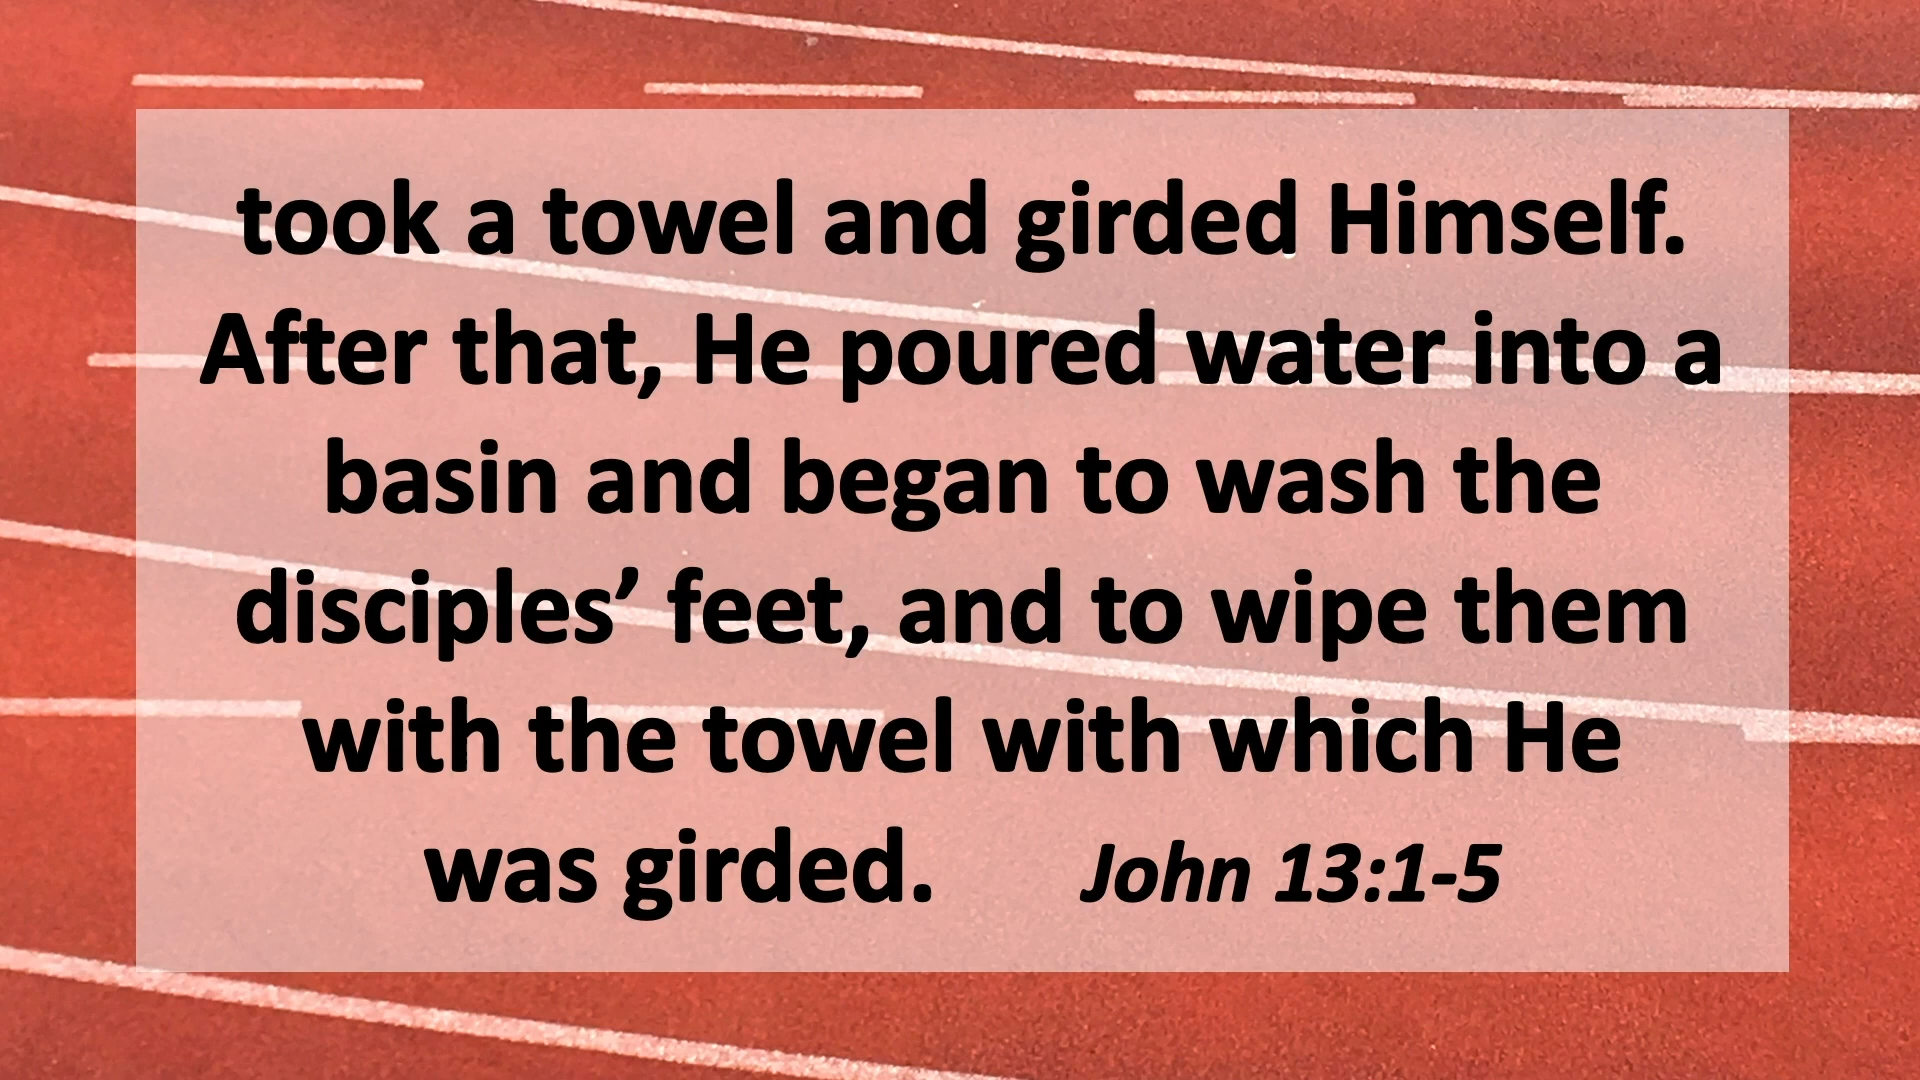 took a towel and girded Himself.
After that, He poured water into a
basin and began to wash the
disciples’ feet, and to wipe them
with the towel with which He
was girded. John 13:1-5